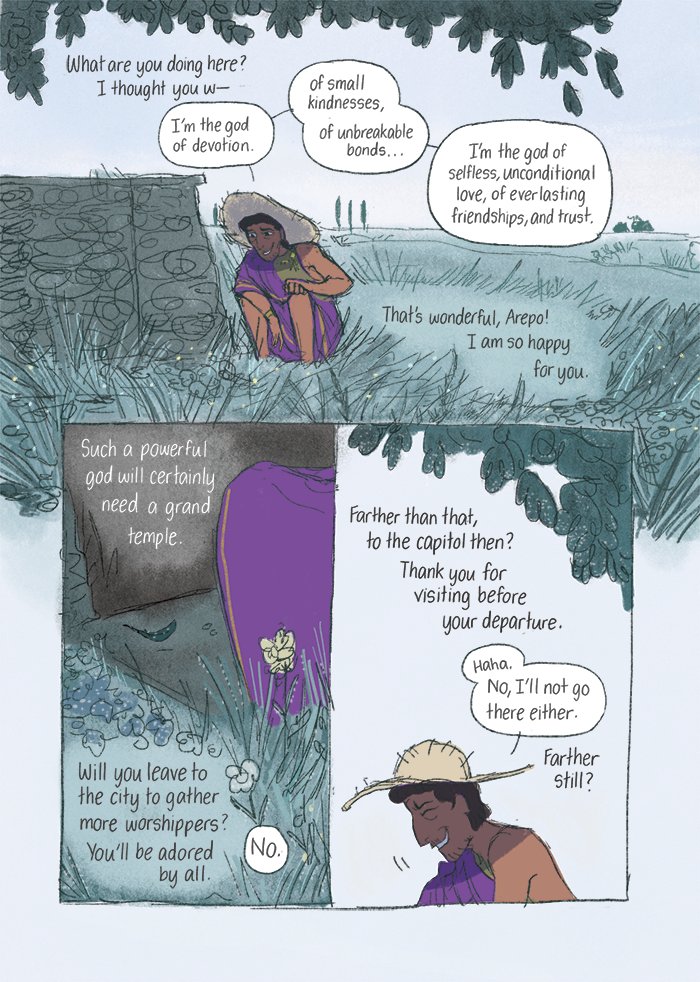 What are you doing here?
I thought you w—
I'm the god
of devotion.
of small
kindnesses,
of unbreakable
bonds...
I'm the god of
selfless, unconditional
love, of everlasting
friendships, and trust.
That's wonderful, Arepo!
I am so happy
for you.
Such a powerful
god will certainly
need a grand
temple.
Will you leave to
the city to gather
more worshippers?
You'll be adored
by all.
No.
Farther than that,
to the capitol then?
Thank you for
visiting before
your departure.
Haha.
No, I'll not go
there either.
Farther
still?